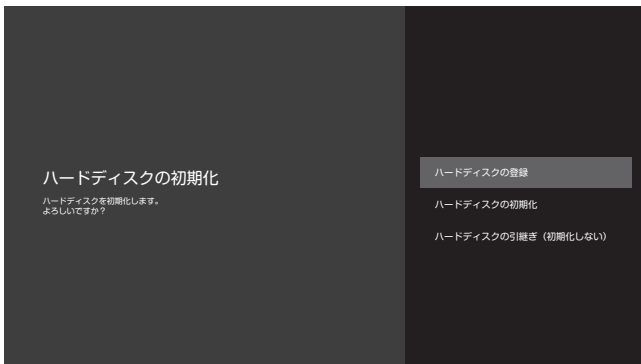 ハードディスクの初期化
ハードディスクを初期化します。
よろしいですか?
ハードディスクの登録
ハードディスクの初期化
ハードディスクの引継ぎ(初期化しない)